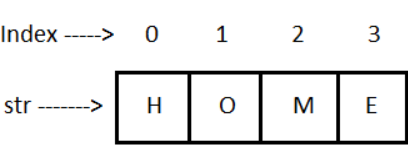 Index -----> 0 1 2 3
str -------> H O M E